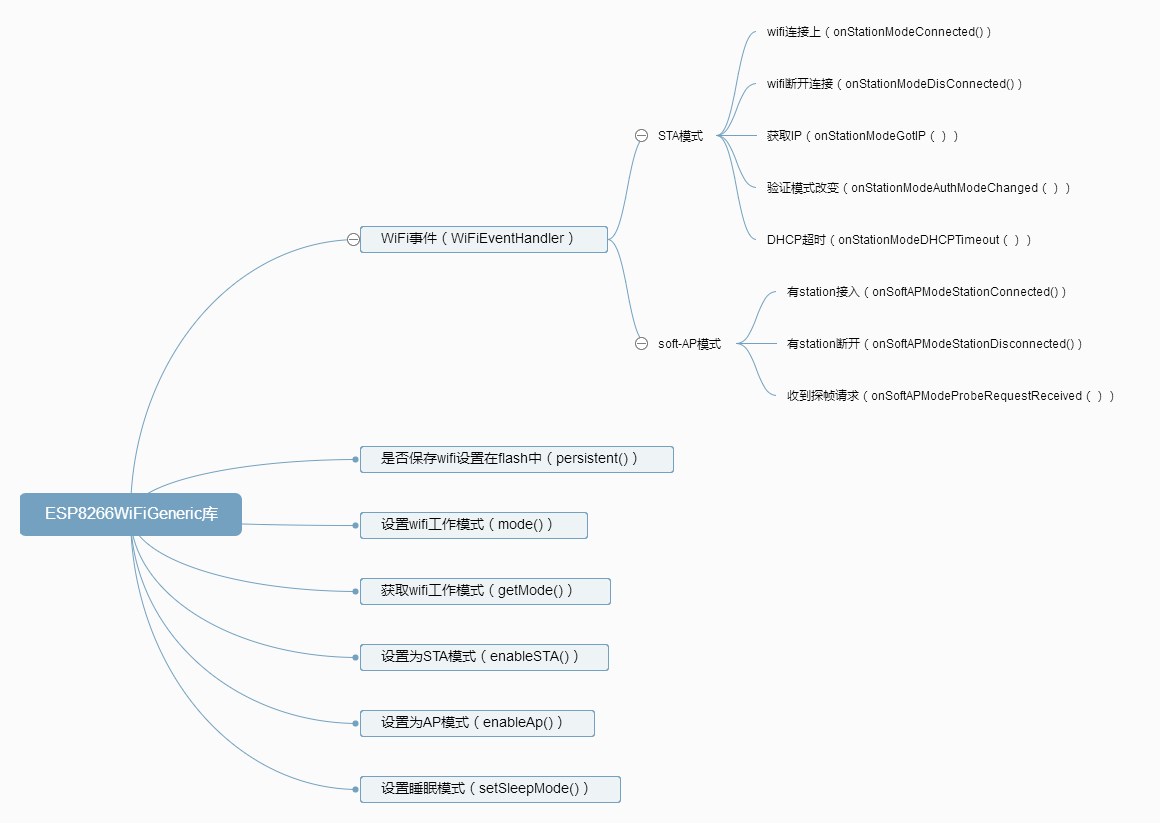 wifi连接上（onStationModeConnected()）
wifi断开连接（onStationModeDisConnected()）
STA模式
获取IP（onStationModeGotIP（ ））
验证模式改变（onStationModeAuthModeChanged（ ））
WiFi事件（WiFiEventHandler）
DHCP超时（onStationModeDHCPTimeout（ ））
有station接入（onSoftAPModeStationConnected()）
soft-AP模式
有station断开（onSoftAPModeStationDisconnected()）
收到探帧请求（onSoftAPModeProbeRequestReceived（ ））
是否保存wifi设置在flash中（persistent()）
ESP8266WiFiGeneric库
设置wifi工作模式（mode()）
获取wifi工作模式（getMode()）
设置为STA模式（enableSTA()）
设置为AP模式（enableAp()）
设置睡眠模式（setSleepMode()）